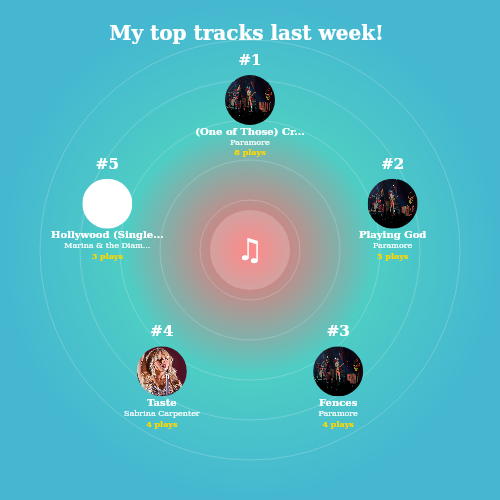 My top tracks last week!
#1
(One of Those) Cr...
Paramore
6 plays
#2
Playing God
Paramore
5 plays
#3
Fences
Paramore
4 plays
#4
Taste
Sabrina Carpenter
4 plays
#5
Hollywood (Single...
Marina & the Diam...
3 plays